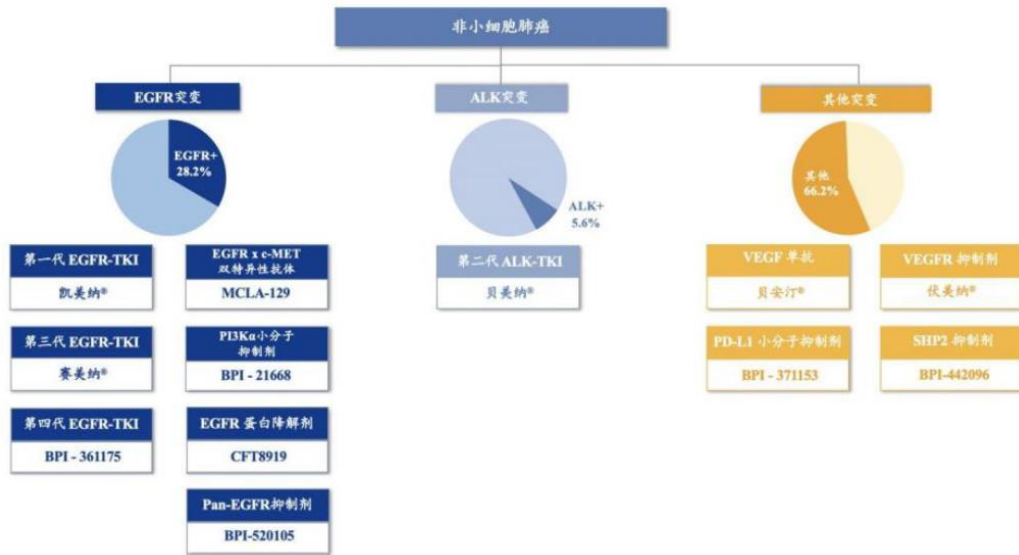 非小细胞肺癌
EGFR突变
EGFR+
28.2%
第一代 EGFR-TKI
凯美纳®
EGFR x c-MET
双特异性抗体
MCLA-129
第三代 EGFR-TKI
赛美纳®
PI3Kα小分子
抑制剂
BPI - 21668
第四代 EGFR-TKI
BPI - 361175
EGFR 蛋白降解剂
CFT8919
Pan-EGFR抑制剂
BPI-520105
ALK突变
ALK+
5.6%
第二代 ALK-TKI
贝美纳®
其他突变
其他
66.2%
VEGF 单抗
贝安汀®
VEGFR 抑制剂
伏美纳®
PD-L1 小分子抑制剂
BPI - 371153
SHP2 抑制剂
BPI-442096